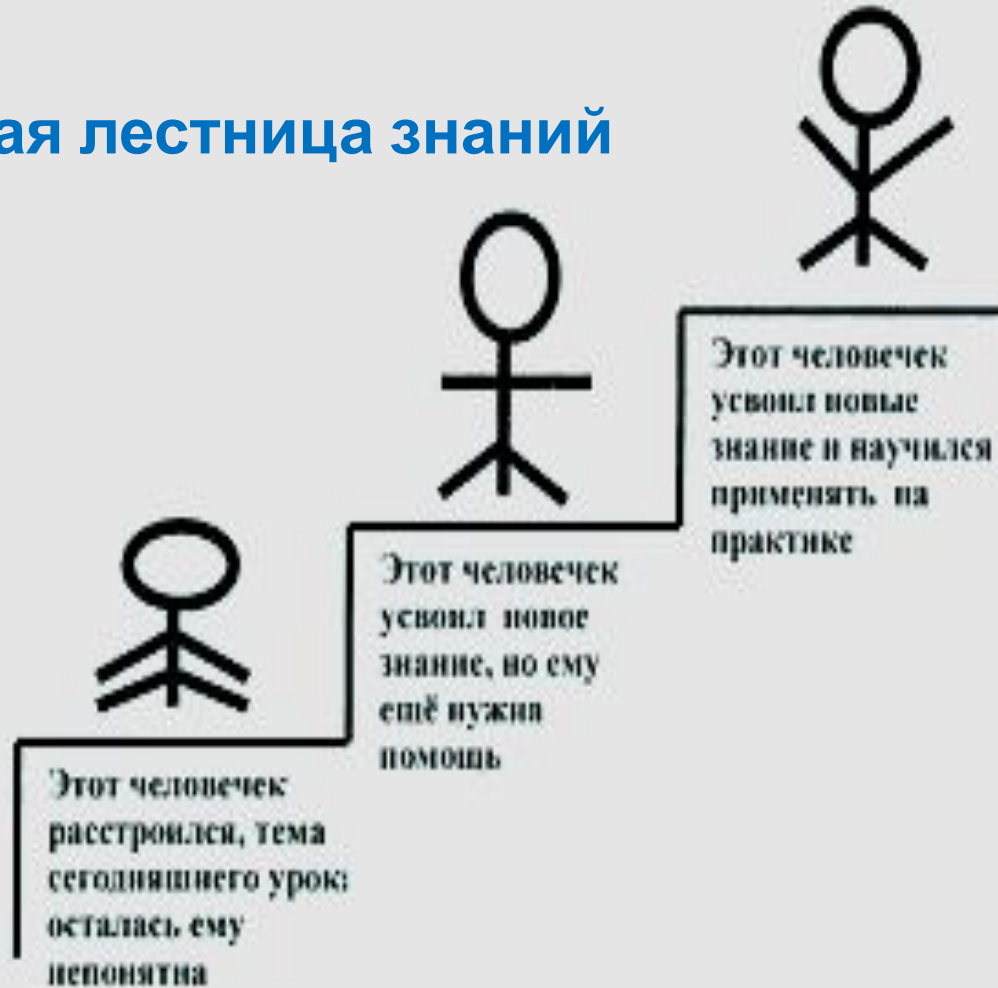 ая лестница знаний
Этот человечек
усвоил новые
знание и научился
применять на
практике
Этот человечек
усвоил новое
знание, но ему
ещё нужна
помощь
Этот человечек
расстроился, тема
сегодняшнего урок
осталась ему
непонятна